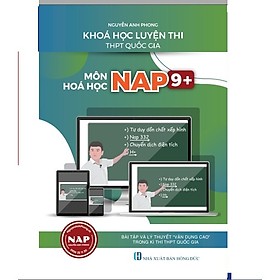 NGUYỄN ANH PHONG
KHOÁ HỌC LUYỆN THI
THPT QUỐC GIA
MÔN
HOÁ HỌC
NAP 9+
+) Tư duy dồn chất xếp hình
+) Nap 332
+) Chuyển dịch điện tích
+) H+
NAP
BÀI TẬP VÀ LÝ THUYẾT "VẬN DỤNG CAO"
TRONG KÌ THI THPT QUỐC GIA
NHÀ XUẤT BẢN HỒNG ĐỨC